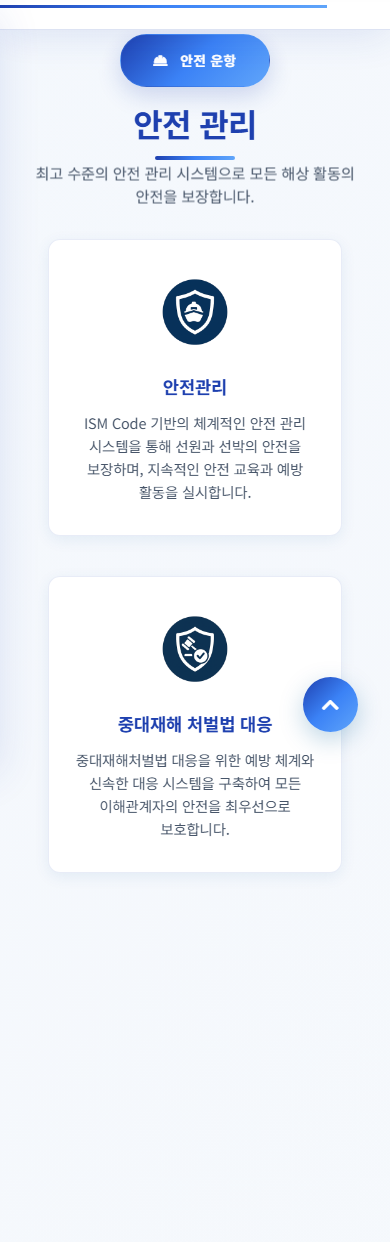 안전 운항
안전 관리
최고 수준의 안전 관리 시스템으로 모든 해상 활동의
안전을 보장합니다.
안전관리
ISM Code 기반의 체계적인 안전 관리
시스템을 통해 선원과 선박의 안전을
보장하며, 지속적인 안전 교육과 예방
활동을 실시합니다.
중대재해 처벌법 대응
중대재해처벌법 대응을 위한 예방 체계와
신속한 대응 시스템을 구축하여 모든
이해관계자의 안전을 최우선으로
보호합니다.